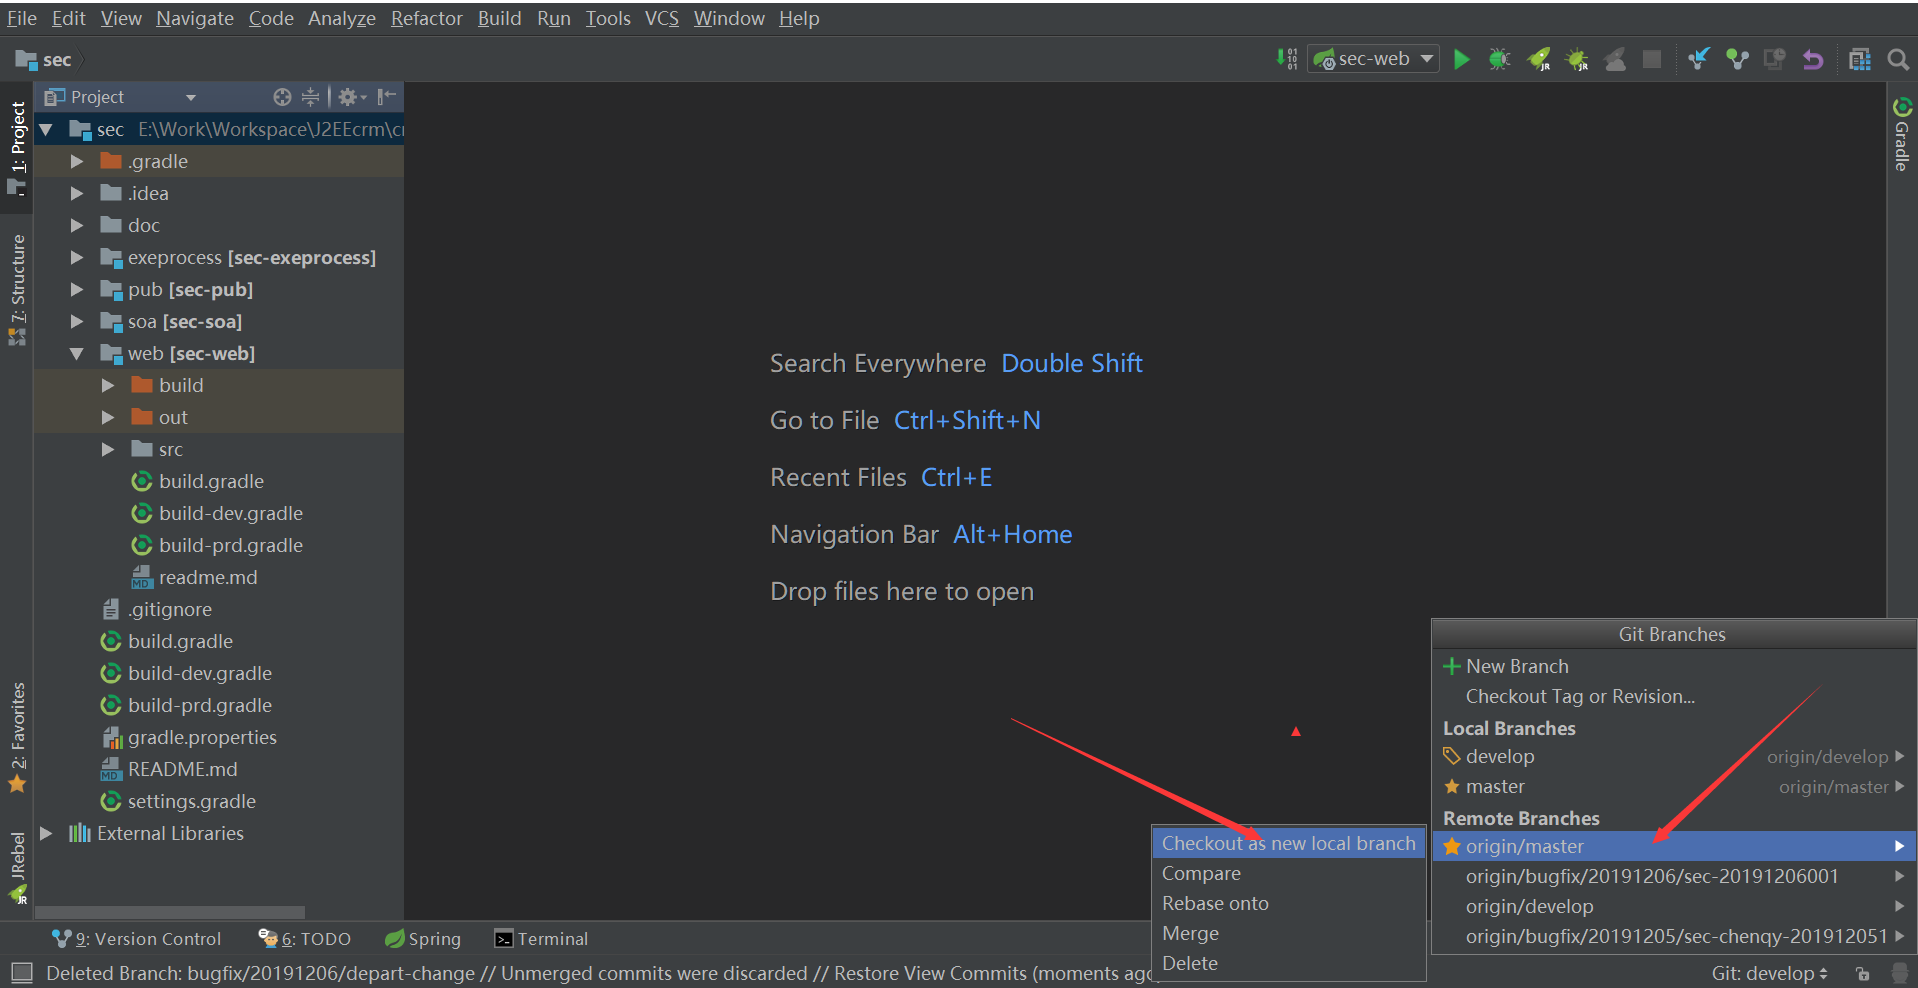 File Edit View Navigate Code Analyze Refactor Build Run Tools VCS Window Help
sec
sec-web
1: Project
7: Structure
2: Favorites
JRebel
Project
sec E:\Work\Workspace\J2EEcrm\
.gradle
.idea
doc
exeprocess [sec-exeprocess]
pub [sec-pub]
soa [sec-soa]
web [sec-web]
build
out
src
build.gradle
build-dev.gradle
build-prd.gradle
readme.md
.gitignore
build.gradle
build-dev.gradle
build-prd.gradle
gradle.properties
README.md
settings.gradle
External Libraries
Search Everywhere Double Shift
Go to File Ctrl+Shift+N
Recent Files Ctrl+E
Navigation Bar Alt+Home
Drop files here to open
Gradle
Git Branches
New Branch
Checkout Tag or Revision...
Local Branches
develop origin/develop
master origin/master
Remote Branches
origin/master
origin/bugfix/20191206/sec-20191206001
origin/develop
origin/bugfix/20191205/sec-chenqy-201912051
Checkout as new local branch
Compare
Rebase onto
Merge
Delete
9: Version Control 6: TODO Spring Terminal
Deleted Branch: bugfix/20191206/depart-change // Unmerged commits were discarded // Restore View Commits (moments ago
Git: develop